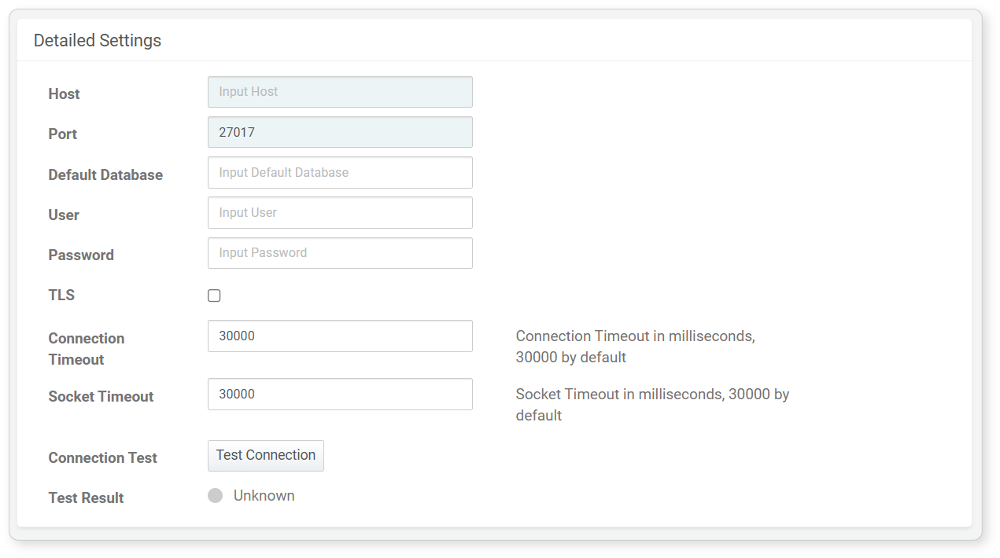 Detailed Settings
Host
Input Host
Port
27017
Default Database
Input Default Database
User
Input User
Password
Input Password
TLS
Connection
Timeout
30000
Connection Timeout in milliseconds,
30000 by default
Socket Timeout
30000
Socket Timeout in milliseconds, 30000 by
default
Connection Test
Test Connection
Test Result
Unknown